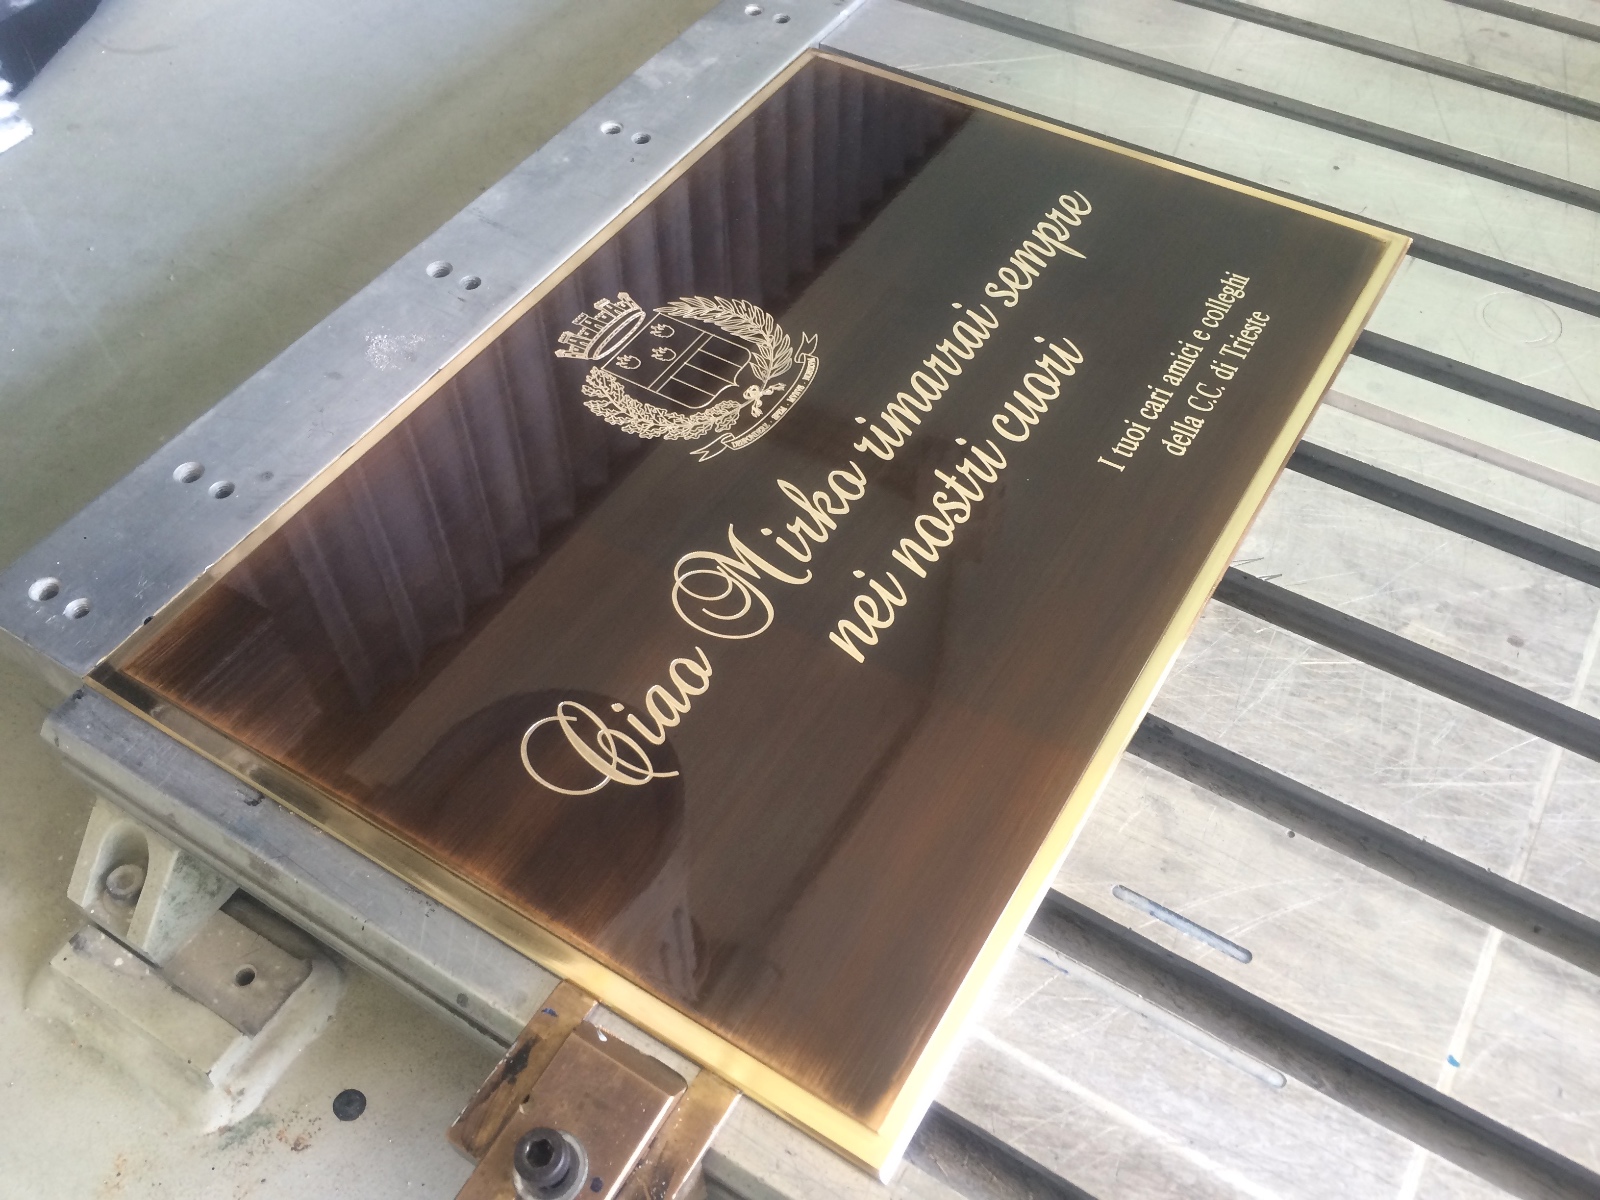 Ciao Mirko rimarrai sempre
nei nostri cuori
I tuoi cari amici e colleghi
della C.C. di Trieste